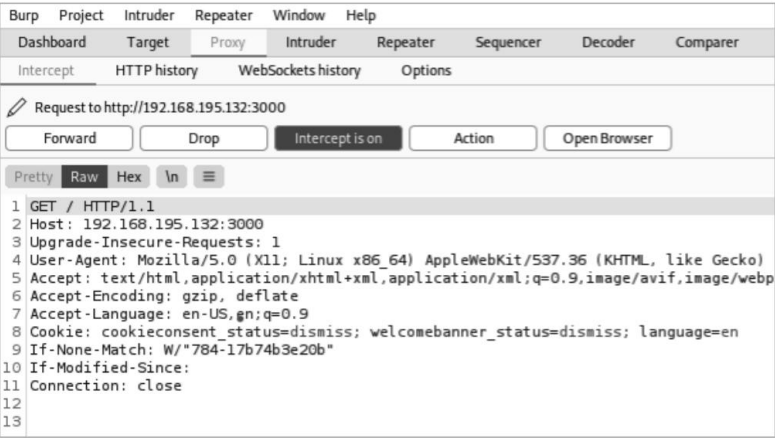 Burp Project Intruder Repeater Window Help
Dashboard Target Proxy Intruder Repeater Sequencer Decoder Comparer
Intercept HTTP history WebSockets history Options
Request to http://192.168.195.132:3000
Forward Drop Intercept is on Action Open Browser
Pretty Raw Hex \n ≡
1 GET / HTTP/1.1
2 Host: 192.168.195.132:3000
3 Upgrade-Insecure-Requests: 1
4 User-Agent: Mozilla/5.0 (X11; Linux x86_64) AppleWebKit/537.36 (KHTML, like Gecko)
5 Accept: text/html,application/xhtml+xml,application/xml;q=0.9,image/avif,image/webp
6 Accept-Encoding: gzip, deflate
7 Accept-Language: en-US,en;q=0.9
8 Cookie: cookieconsent_status=dismiss; welcomebanner_status=dismiss; language=en
9 If-None-Match: W/"784-17b74b3e20b"
10 If-Modified-Since:
11 Connection: close
12
13